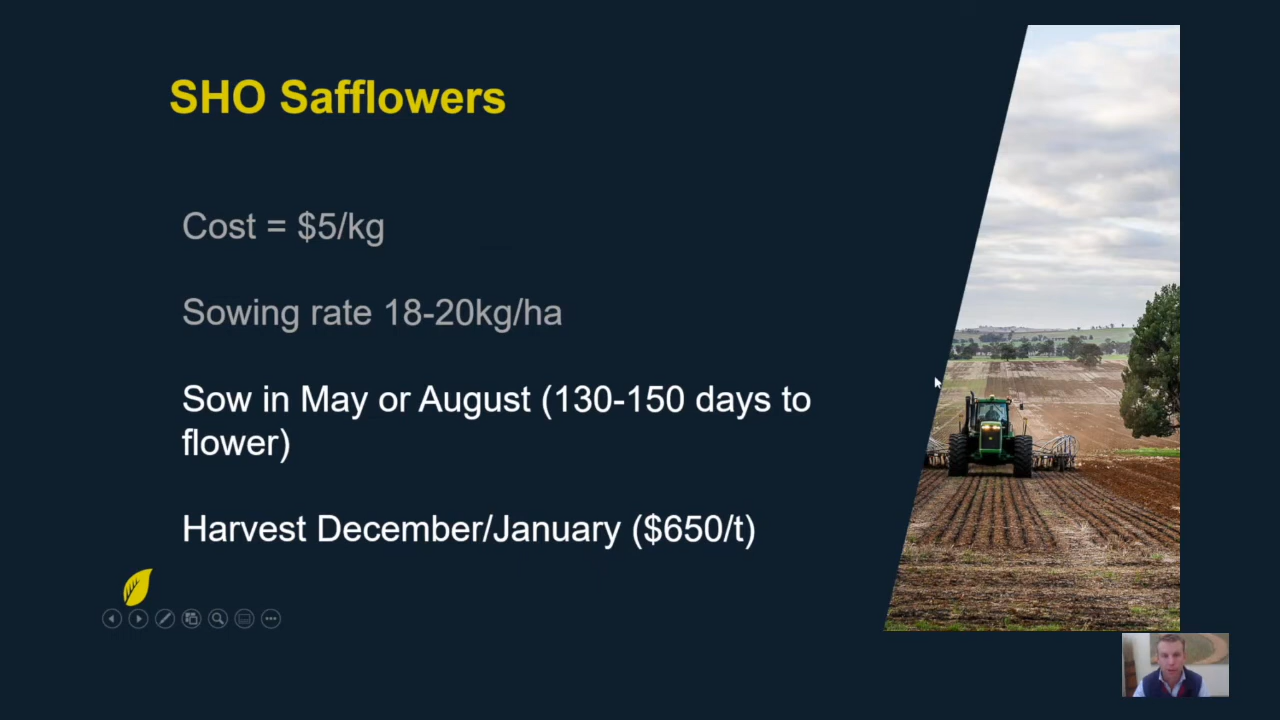 SHO Safflowers
Cost = $5/kg
Sowing rate 18-20kg/ha
Sow in May or August (130-150 days to
flower)
Harvest December/January ($650/t)